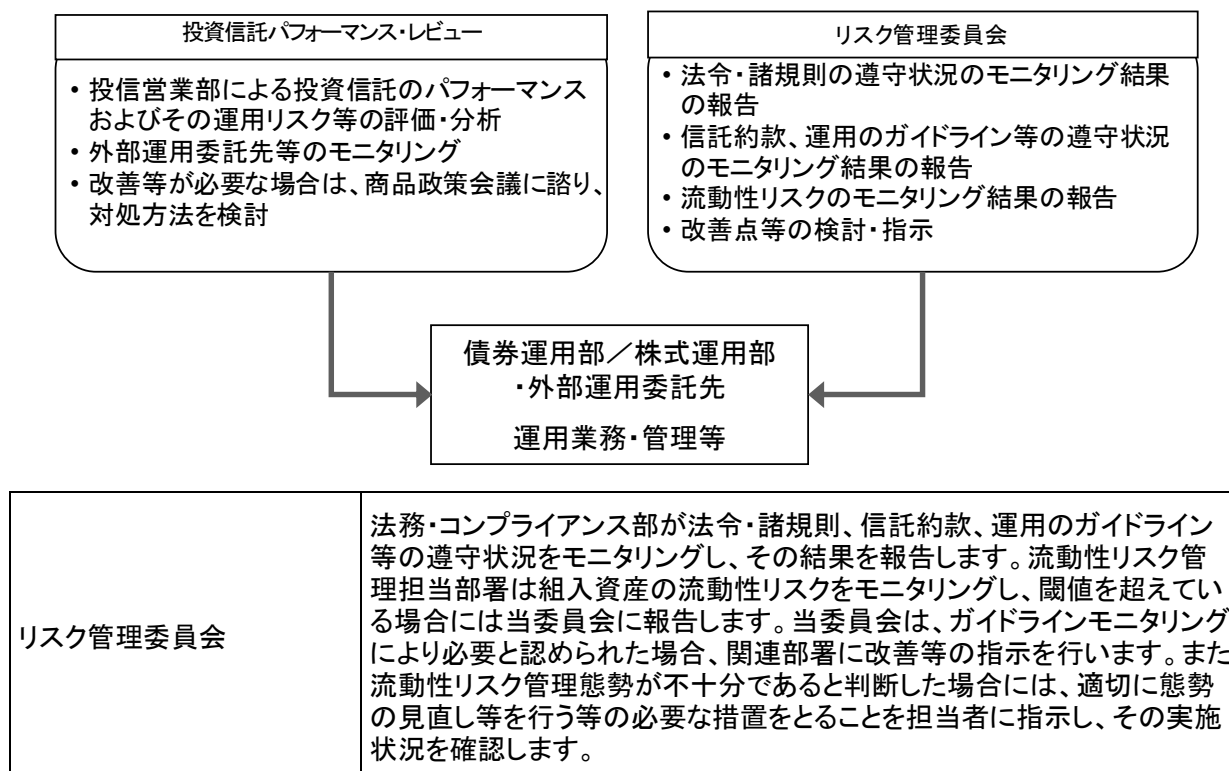 投資信託パフォーマンス・レビュー
• 投信営業部による投資信託のパフォーマンス
およびその運用リスク等の評価・分析
• 外部運用委託先等のモニタリング
• 改善等が必要な場合は、商品政策会議に諮り、
対処方法を検討
リスク管理委員会
• 法令・諸規則の遵守状況のモニタリング結果
の報告
• 信託約款、運用のガイドライン等の遵守状況
のモニタリング結果の報告
• 流動性リスクのモニタリング結果の報告
• 改善点等の検討・指示
債券運用部／株式運用部
・外部運用委託先
運用業務・管理等
リスク管理委員会
法務・コンプライアンス部が法令・諸規則、信託約款、運用のガイドライン
等の遵守状況をモニタリングし、その結果を報告します。流動性リスク管
理担当部署は組入資産の流動性リスクをモニタリングし、閾値を超えてい
る場合には当委員会に報告します。当委員会は、ガイドラインモニタリング
により必要と認められた場合、関連部署に改善等の指示を行います。また
流動性リスク管理態勢が不十分であると判断した場合には、適切に態勢
の見直し等を行う等の必要な措置をとることを担当者に指示し、その実施
状況を確認します。